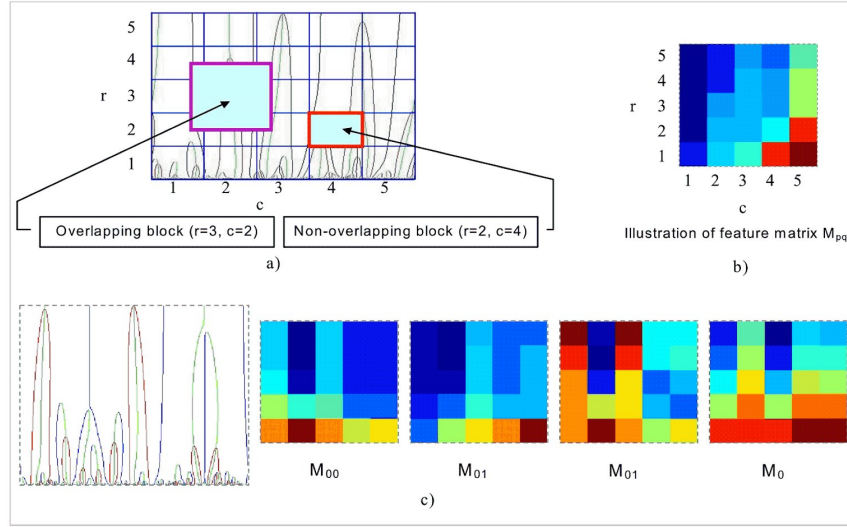 5
4
r
3
2
1
1 2 3 4 5
c
Overlapping block (r=3, c=2)
Non-overlapping block (r=2, c=4)
a)
5
4
r
3
2
1
1 2 3 4 5
c
Illustration of feature matrix Mpq
b)
M00
M01
M01
M0
c)